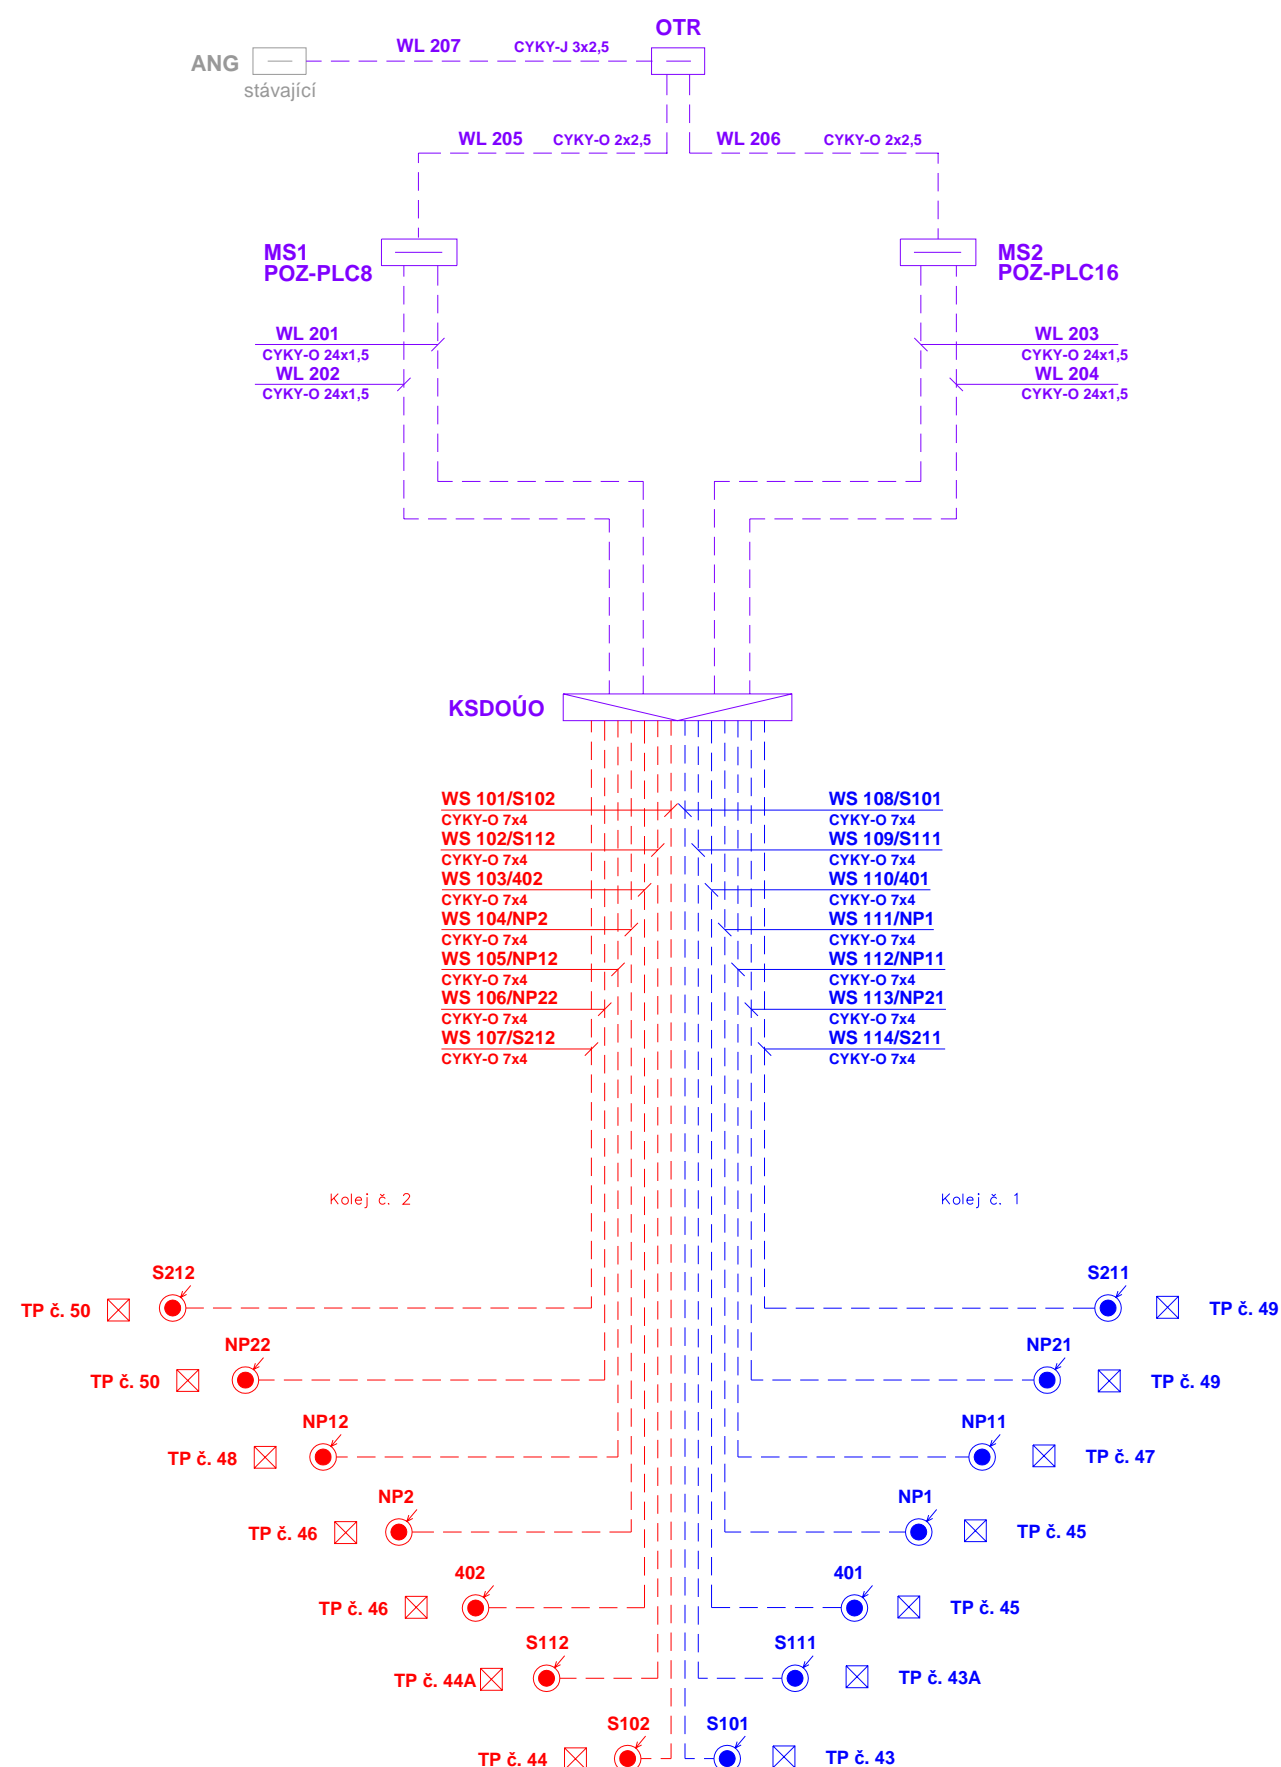 OTR
WL 207
CYKY-J 3x2,5
ANG
stávající
WL 205
CYKY-O 2x2,5
WL 206
CYKY-O 2x2,5
MS1
POZ-PLC8
MS2
POZ-PLC16
WL 201
CYKY-O 24x1,5
WL 202
CYKY-O 24x1,5
WL 203
CYKY-O 24x1,5
WL 204
CYKY-O 24x1,5
KSDOÚO
WS 101/S102
CYKY-O 7x4
WS 102/S112
CYKY-O 7x4
WS 103/402
CYKY-O 7x4
WS 104/NP2
CYKY-O 7x4
WS 105/NP12
CYKY-O 7x4
WS 106/NP22
CYKY-O 7x4
WS 107/S212
CYKY-O 7x4
WS 108/S101
CYKY-O 7x4
WS 109/S111
CYKY-O 7x4
WS 110/401
CYKY-O 7x4
WS 111/NP1
CYKY-O 7x4
WS 112/NP11
CYKY-O 7x4
WS 113/NP21
CYKY-O 7x4
WS 114/S211
CYKY-O 7x4
Kolej č. 2
Kolej č. 1
S212
TP č. 50
S211
TP č. 49
NP22
TP č. 50
NP21
TP č. 49
NP12
TP č. 48
NP11
TP č. 47
NP2
TP č. 46
NP1
TP č. 45
402
TP č. 46
401
TP č. 45
S112
TP č. 44A
S111
TP č. 43A
S102
TP č. 44
S101
TP č. 43